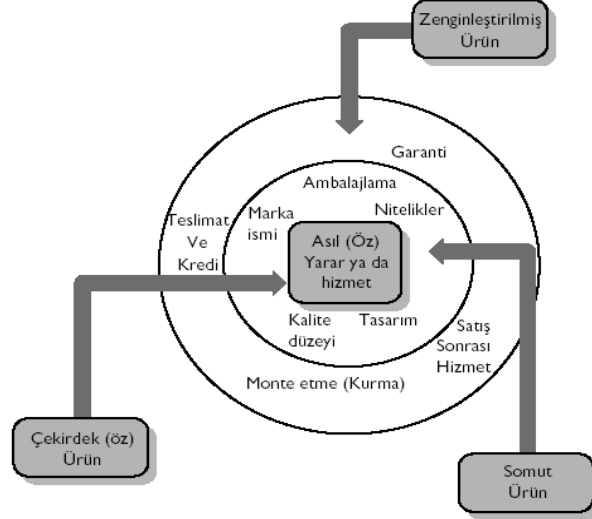 Zenginleştirilmiş
Ürün
Garanti
Ambalajlama
Nitelikler
Marka
ismi
Teslimat
Ve
Kredi
Asıl (Öz)
Yarar ya da
hizmet
Kalite
düzeyi
Tasarım
Satış
Sonrası
Hizmet
Monte etme (Kurma)
Çekirdek (öz)
Ürün
Somut
Ürün